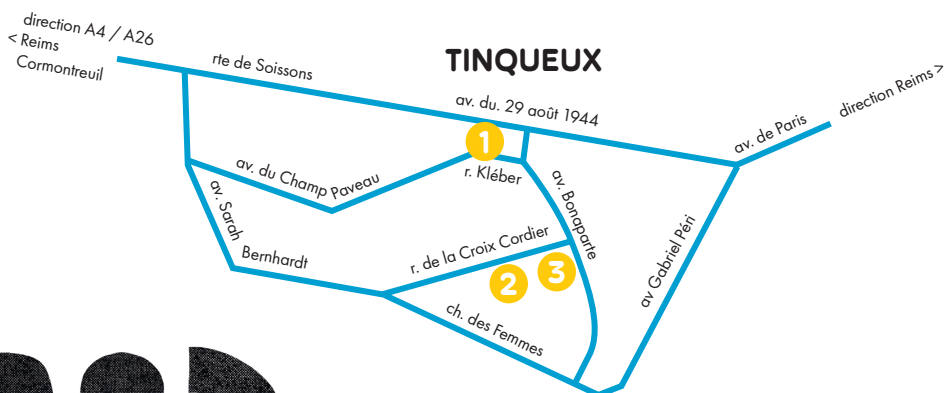 direction A4 / A26
< Reims
Cormontreuil
rte de Soissons
TINQUEUX
av. du. 29 août 1944
av. de Paris
direction Reims >
1
r. Kléber
av. du Champ Paveau
av. Sarah
Bernhardt
av. Bonaparte
r. de la Croix Cordier
2
3
av Gabriel Péri
ch. des Femmes